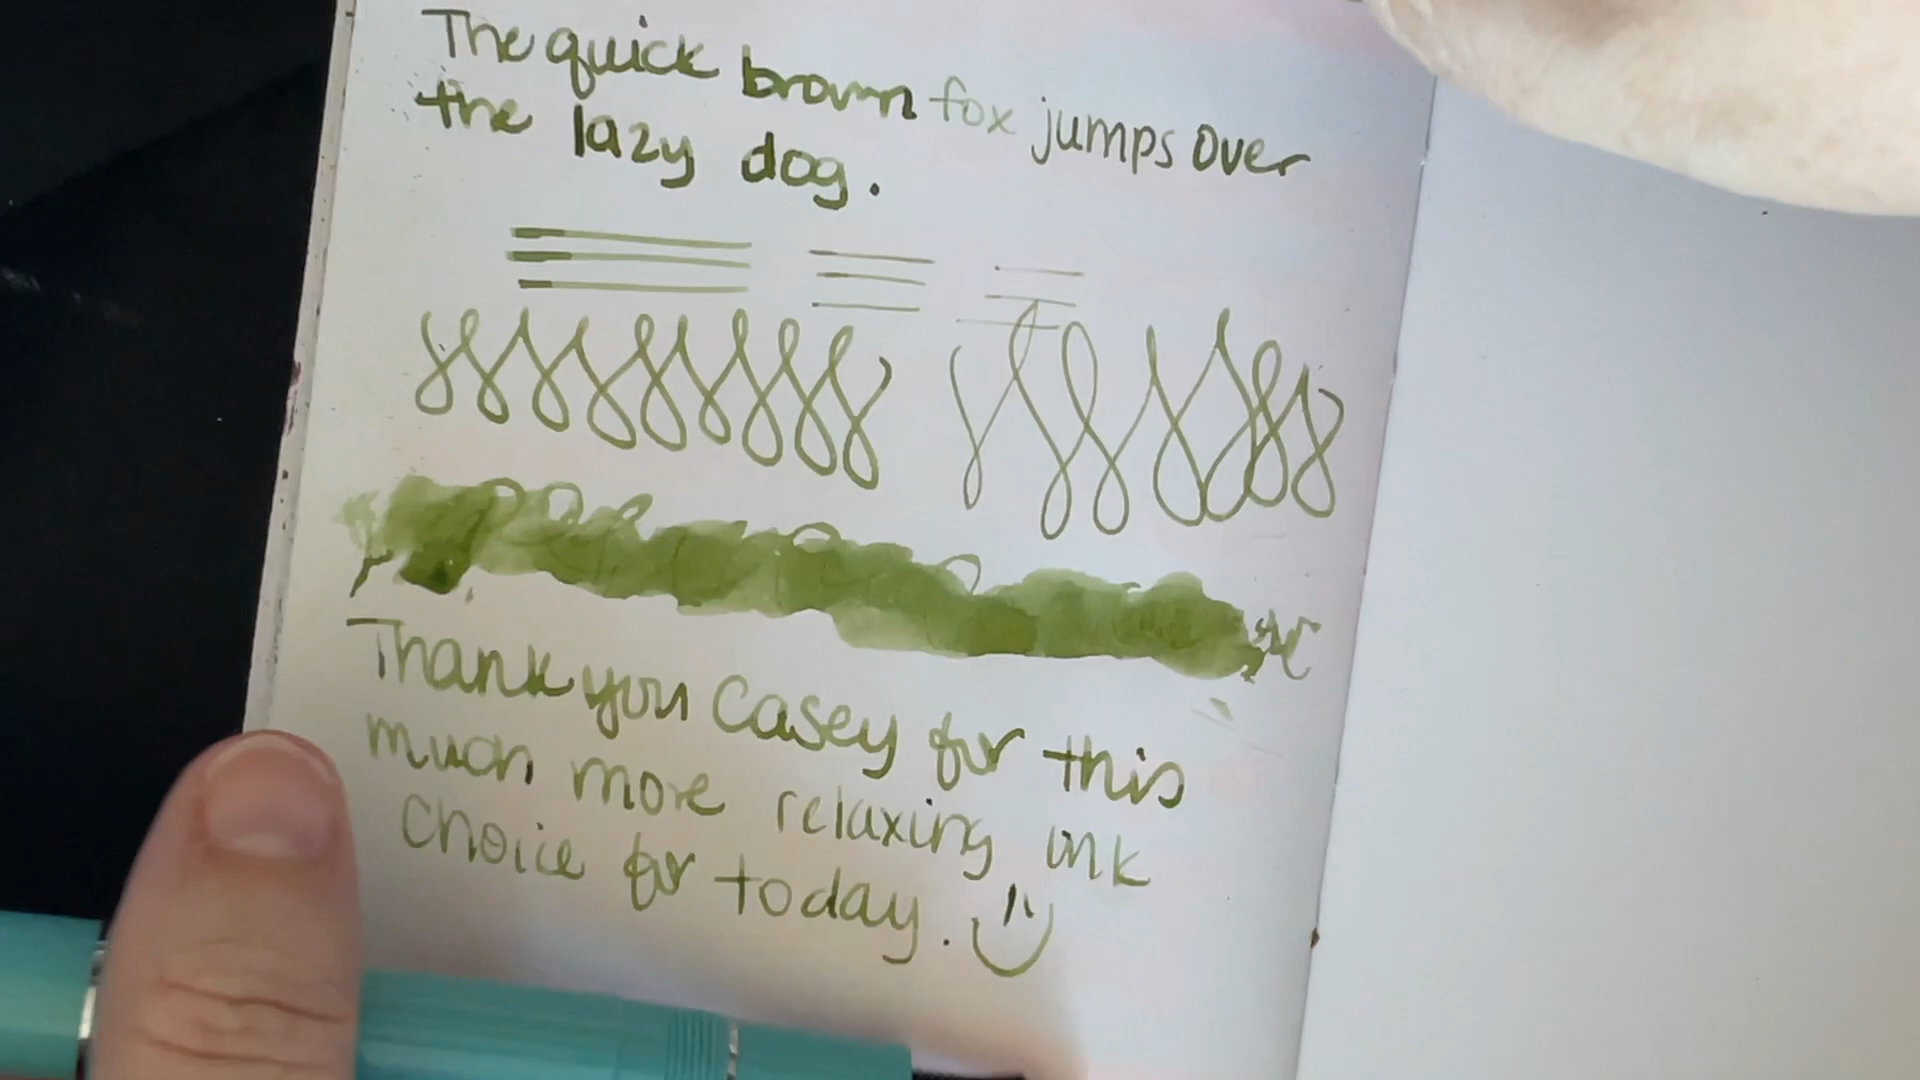 The quick brown fox jumps over
the lazy dog.
Thank you Casey for this
much more relaxing ink
choice for today. :)